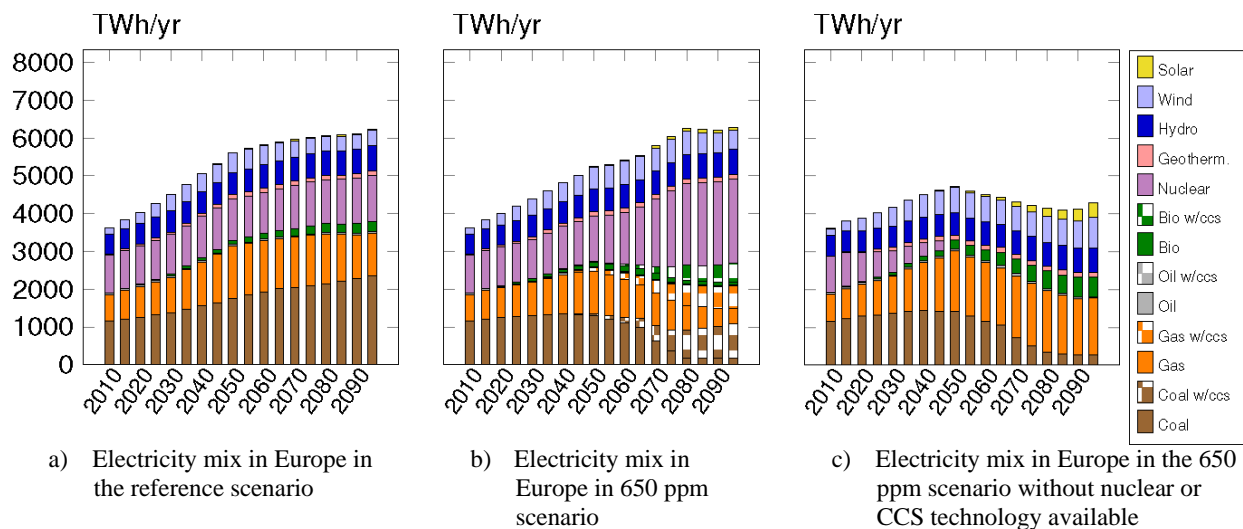 TWh/yr
8000
7000
6000
5000
4000
3000
2000
1000
0
2010
2020
2030
2040
2050
2060
2070
2080
2090
a) Electricity mix in Europe in
the reference scenario
TWh/yr
2010
2020
2030
2040
2050
2060
2070
2080
2090
b) Electricity mix in
Europe in 650 ppm
scenario
TWh/yr
2010
2020
2030
2040
2050
2060
2070
2080
2090
c) Electricity mix in Europe in the 650
ppm scenario without nuclear or
CCS technology available
Solar
Wind
Hydro
Geotherm.
Nuclear
Bio w/ccs
Bio
Oil w/ccs
Oil
Gas w/ccs
Gas
Coal w/ccs
Coal